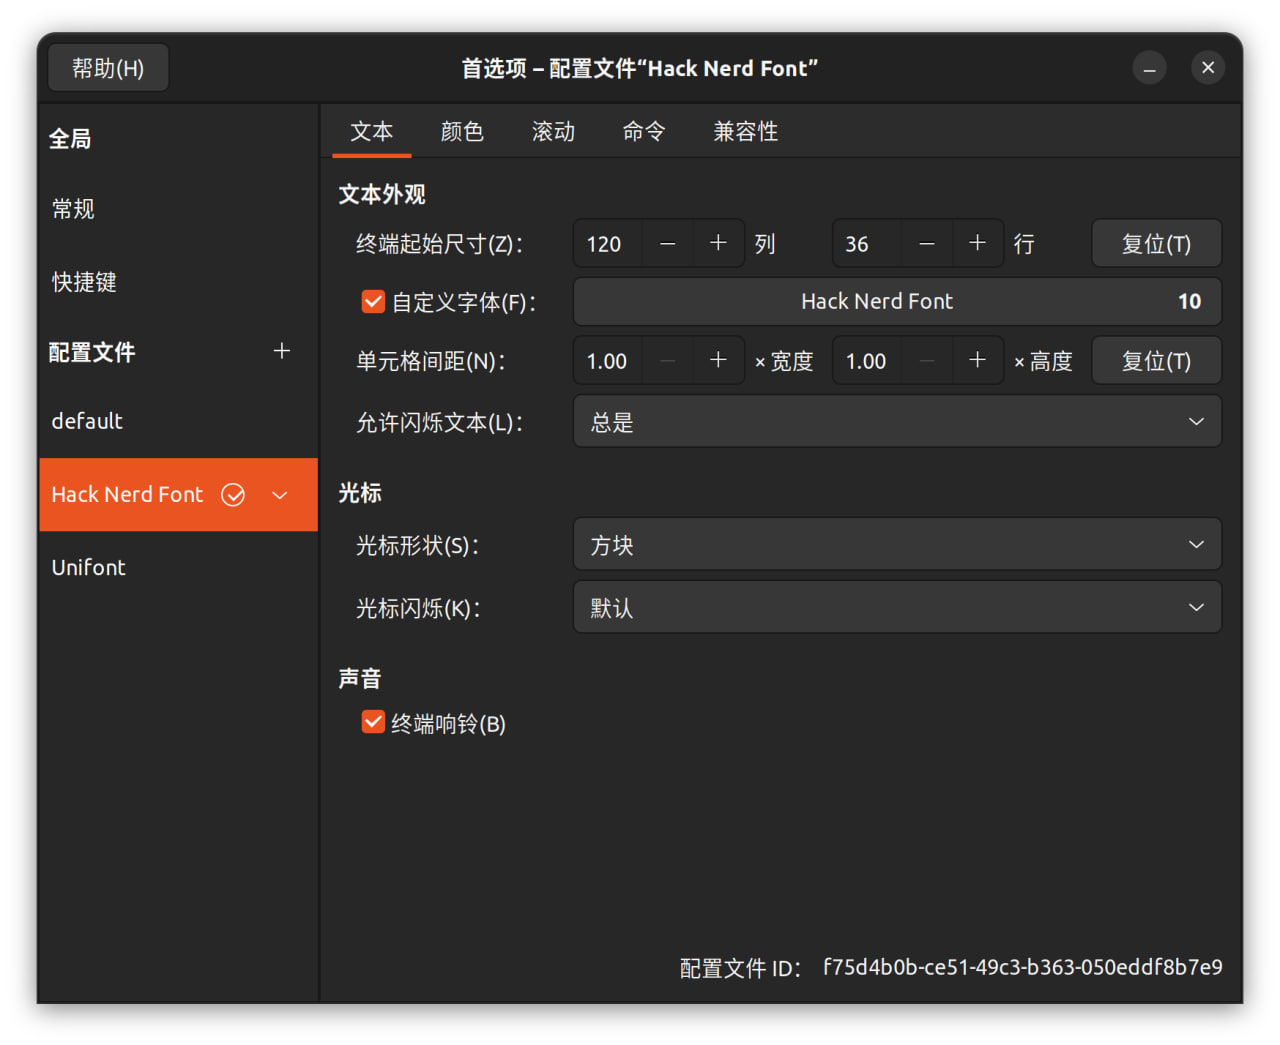 帮助(H)
首选项 – 配置文件“Hack Nerd Font”
全局
常规
快捷键
配置文件
default
Hack Nerd Font
Unifont
文本 颜色 滚动 命令 兼容性
文本外观
终端起始尺寸(Z)： 120 列 36 行 复位(T)
自定义字体(F)： Hack Nerd Font 10
单元格间距(N)： 1.00 × 宽度 1.00 × 高度 复位(T)
允许闪烁文本(L)： 总是
光标
光标形状(S)： 方块
光标闪烁(K)： 默认
声音
终端响铃(B)
配置文件 ID： f75d4b0b-ce51-49c3-b363-050eddf8b7e9